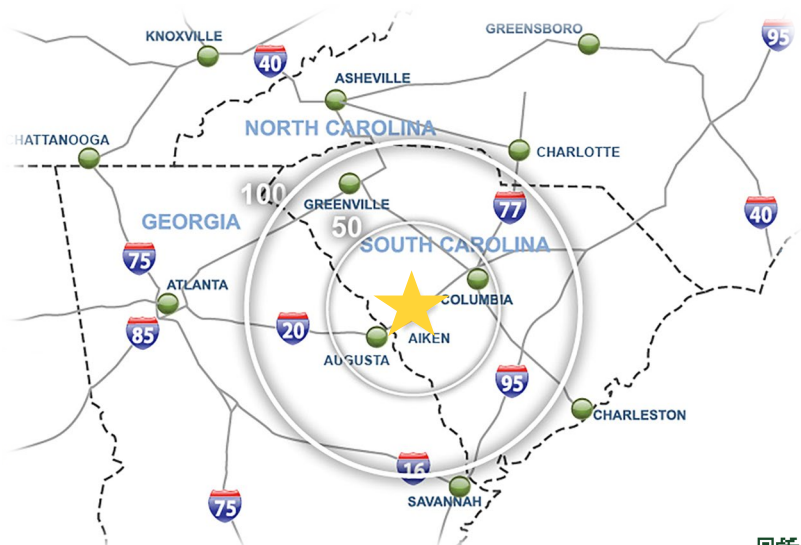 KNOXVILLE
GREENSBORO
95
40
ASHEVILLE
NORTH CAROLINA
CHATTANOOGA
CHARLOTTE
100
GREENVILLE
77
40
GEORGIA
50
SOUTH CAROLINA
75
ATLANTA
COLUMBIA
85
20
AIKEN
AUGUSTA
95
CHARLESTON
16
75
SAVANNAH